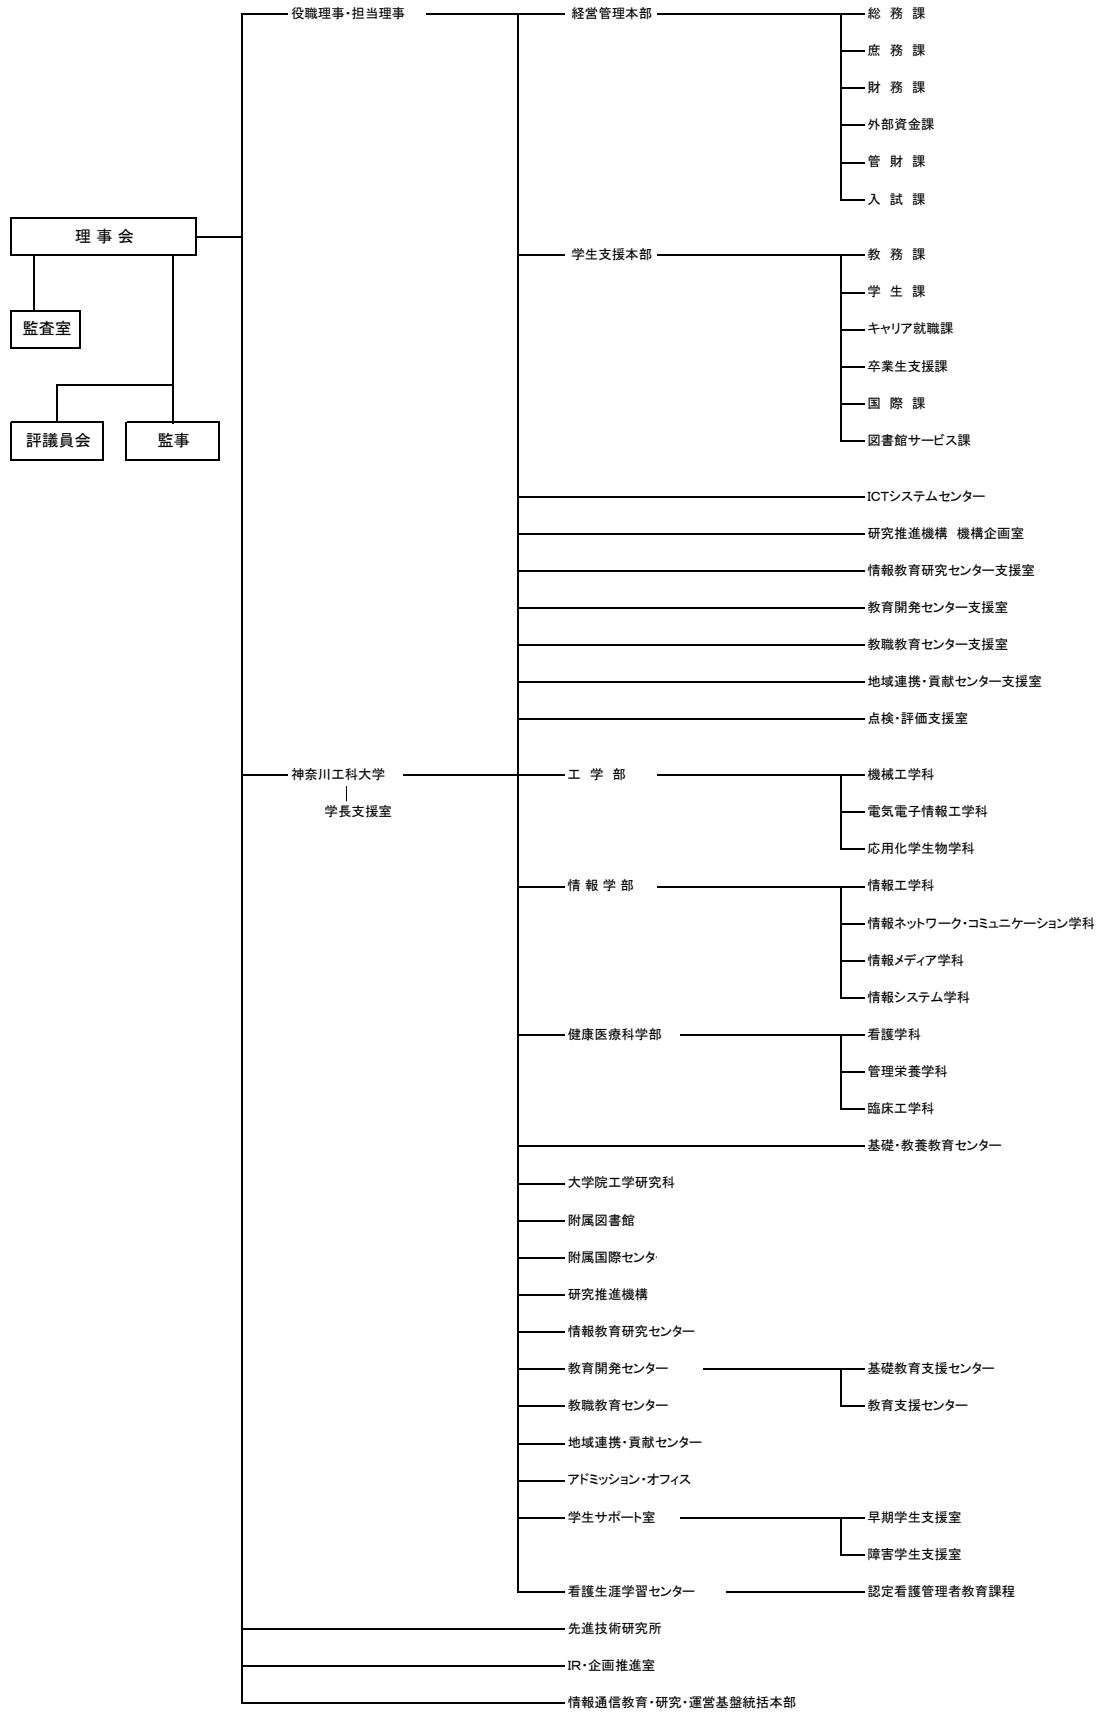 役職理事・担当理事
経営管理本部
総 務 課
庶 務 課
財 務 課
外部資金課
管 財 課
入 試 課
理 事 会
監査室
評議員会
監事
学生支援本部
教 務 課
学 生 課
キャリア就職課
卒業生支援課
国 際 課
図書館サービス課
ICTシステムセンター
研究推進機構 機構企画室
情報教育研究センター支援室
教育開発センター支援室
教職教育センター支援室
地域連携・貢献センター支援室
点検・評価支援室
神奈川工科大学
学長支援室
工 学 部
機械工学科
電気電子情報工学科
応用化学生物学科
情 報 学 部
情報工学科
情報ネットワーク・コミュニケーション学科
情報メディア学科
情報システム学科
健康医療科学部
看護学科
管理栄養学科
臨床工学科
基礎・教養教育センター
大学院工学研究科
附属図書館
附属国際センタ
研究推進機構
情報教育研究センター
教育開発センター
基礎教育支援センター
教育支援センター
教職教育センター
地域連携・貢献センター
アドミッション・オフィス
学生サポート室
早期学生支援室
障害学生支援室
看護生涯学習センター
認定看護管理者教育課程
先進技術研究所
IR・企画推進室
情報通信教育・研究・運営基盤統括本部